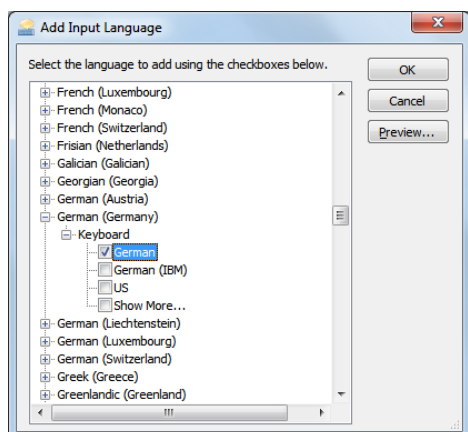 Add Input Language
Select the language to add using the checkboxes below.
French (Luxembourg)
French (Monaco)
French (Switzerland)
Frisian (Netherlands)
Galician (Galician)
Georgian (Georgia)
German (Austria)
German (Germany)
Keyboard
German
German (IBM)
US
Show More...
German (Liechtenstein)
German (Luxembourg)
German (Switzerland)
Greek (Greece)
Greenlandic (Greenland)
OK
Cancel
Preview...